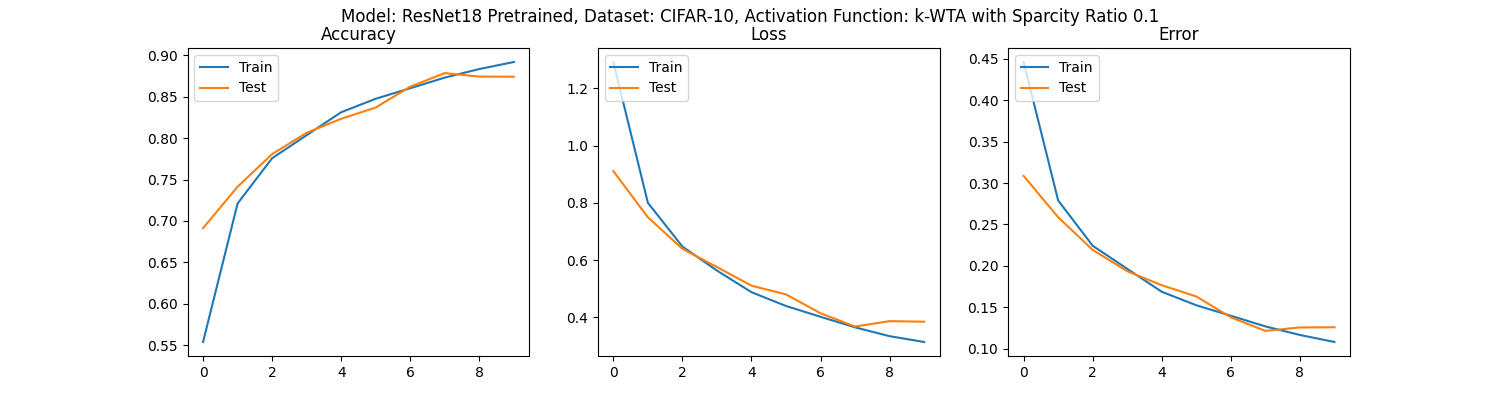 Model: ResNet18 Pretrained, Dataset: CIFAR-10, Activation Function: k-WTA with Sparcity Ratio 0.1
Accuracy
Train
Test
0.90
0.85
0.80
0.75
0.70
0.65
0.60
0.55
0 2 4 6 8
Loss
Train
Test
1.2
1.0
0.8
0.6
0.4
0 2 4 6 8
Error
Train
Test
0.45
0.40
0.35
0.30
0.25
0.20
0.15
0.10
0 2 4 6 8